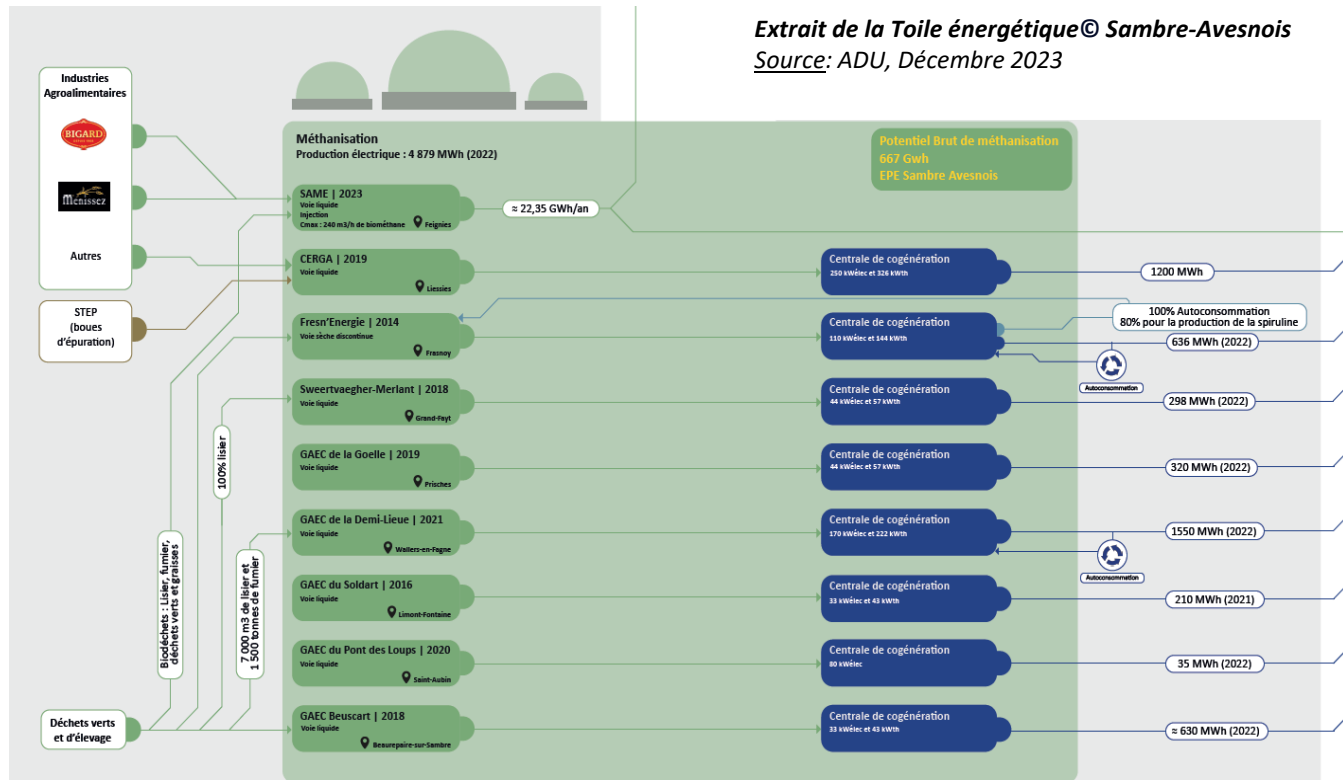 Extrait de la Toile énergétique© Sambre-Avesnois
Source: ADU, Décembre 2023
Industries
Agroalimentaires
BIGARD
Menissez
Autres
STEP
(boues
d'épuration)
Déchets verts
et d'élevage
Biodéchets : Lisier, fumier,
déchets verts et graisses
100% lisier
7 000 m3 de lisier et
1 500 tonnes de fumier
Méthanisation
Production électrique : 4 879 MWh (2022)
Potentiel Brut de méthanisation
667 Gwh
EPE Sambre Avesnois
SAME | 2023
Voie liquide
Injection
Cmax : 240 m3/h de biométhane
Feignies
≈ 22,35 GWh/an
CERGA | 2019
Voie liquide
Liessies
Centrale de cogénération
250 kWélec et 326 kWth
1200 MWh
Fresn'Energie | 2014
Voie sèche discontinue
Frasnoy
Centrale de cogénération
110 kWélec et 144 kWth
100% Autoconsommation
80% pour la production de la spiruline
636 MWh (2022)
Autoconsommation
Sweertvaegher-Merlant | 2018
Voie liquide
Grand-Fayt
Centrale de cogénération
44 kWélec et 57 kWth
298 MWh (2022)
GAEC de la Goelle | 2019
Voie liquide
Prisches
Centrale de cogénération
44 kWélec et 57 kWth
320 MWh (2022)
GAEC de la Demi-Lieue | 2021
Voie liquide
Wallers-en-Fagne
Centrale de cogénération
170 kWélec et 222 kWth
1550 MWh (2022)
Autoconsommation
GAEC du Soldart | 2016
Voie liquide
Limont-Fontaine
Centrale de cogénération
33 kWélec et 43 kWth
210 MWh (2021)
GAEC du Pont des Loups | 2020
Voie liquide
Saint-Aubin
Centrale de cogénération
80 kWélec
35 MWh (2022)
GAEC Beuscart | 2018
Voie liquide
Beaurepaire-sur-Sambre
Centrale de cogénération
33 kWélec et 43 kWth
≈ 630 MWh (2022)